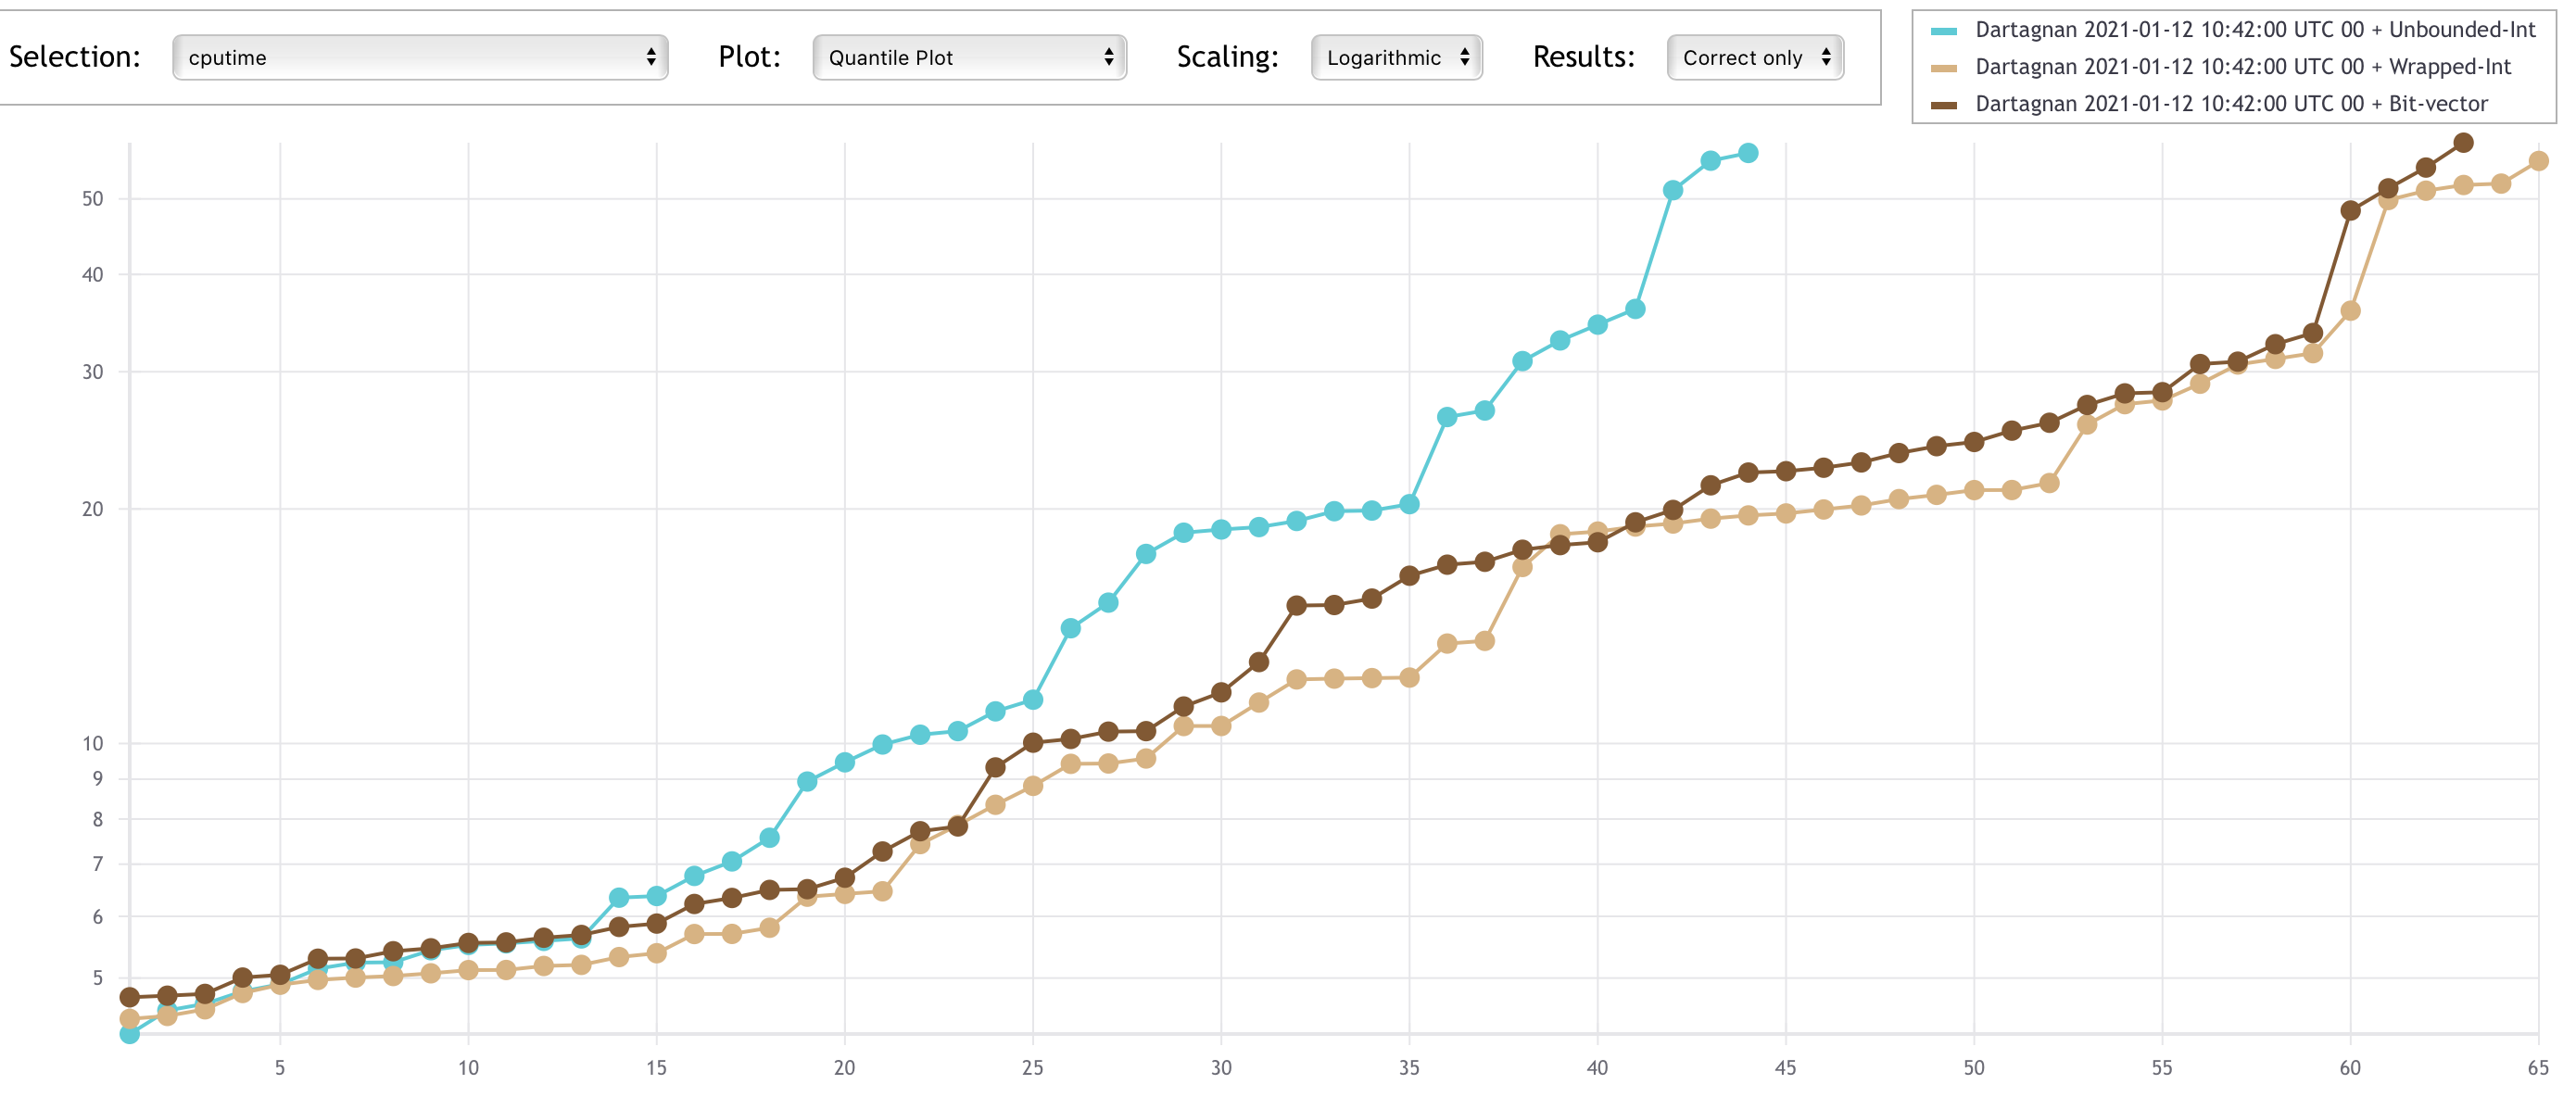 Selection: cputime Plot: Quantile Plot Scaling: Logarithmic Results: Correct only
Dartagnan 2021-01-12 10:42:00 UTC 00 + Unbounded-Int
Dartagnan 2021-01-12 10:42:00 UTC 00 + Wrapped-Int
Dartagnan 2021-01-12 10:42:00 UTC 00 + Bit-vector
50
40
30
20
10
9
8
7
6
5
5 10 15 20 25 30 35 40 45 50 55 60 65